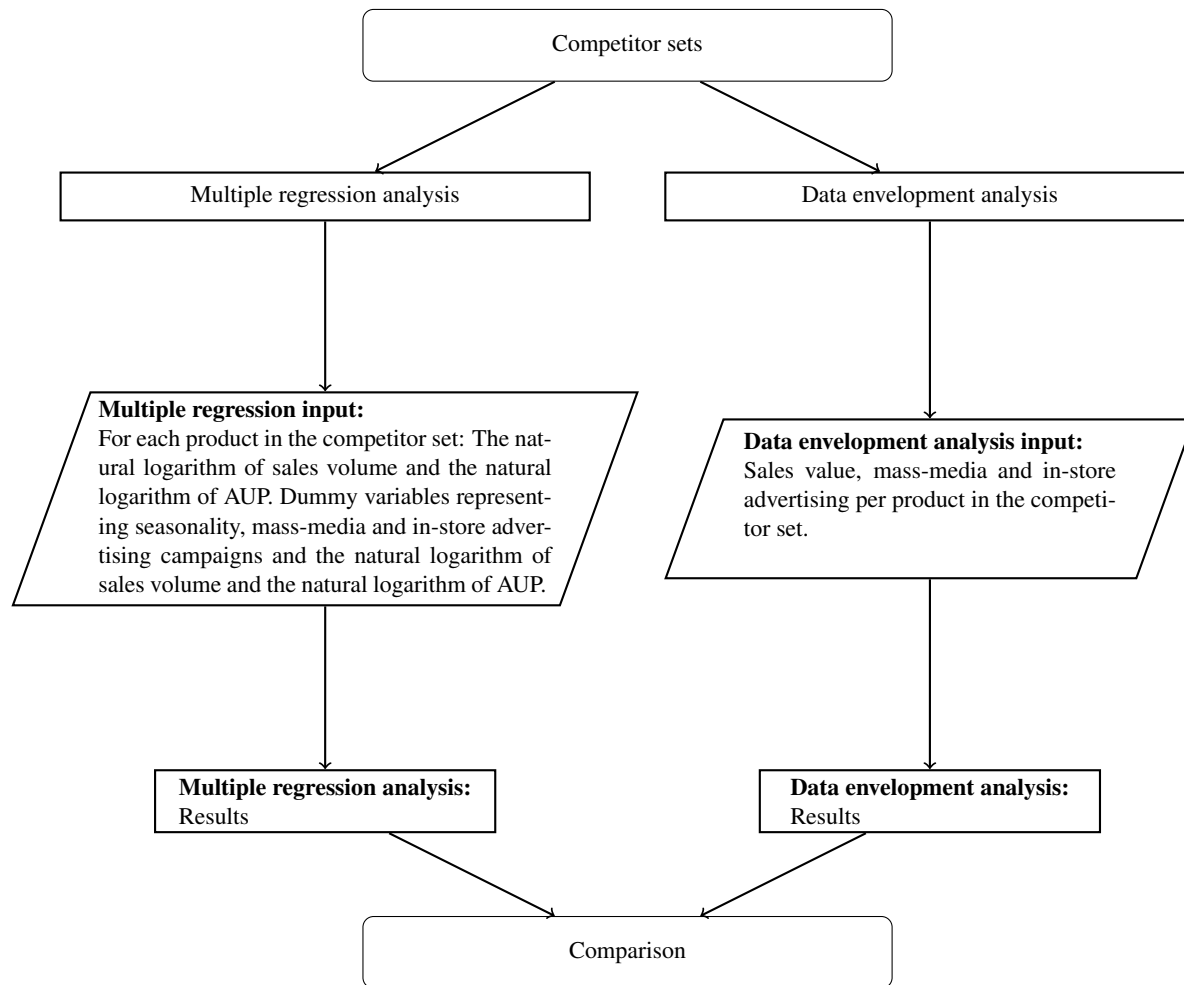 Competitor sets
Multiple regression analysis
Data envelopment analysis
Multiple regression input:
For each product in the competitor set: The nat-
ural logarithm of sales volume and the natural
logarithm of AUP. Dummy variables represent-
ing seasonality, mass-media and in-store adver-
tising campaigns and the natural logarithm of
sales volume and the natural logarithm of AUP.
Data envelopment analysis input:
Sales value, mass-media and in-store
advertising per product in the competi-
tor set.
Multiple regression analysis:
Results
Data envelopment analysis:
Results
Comparison